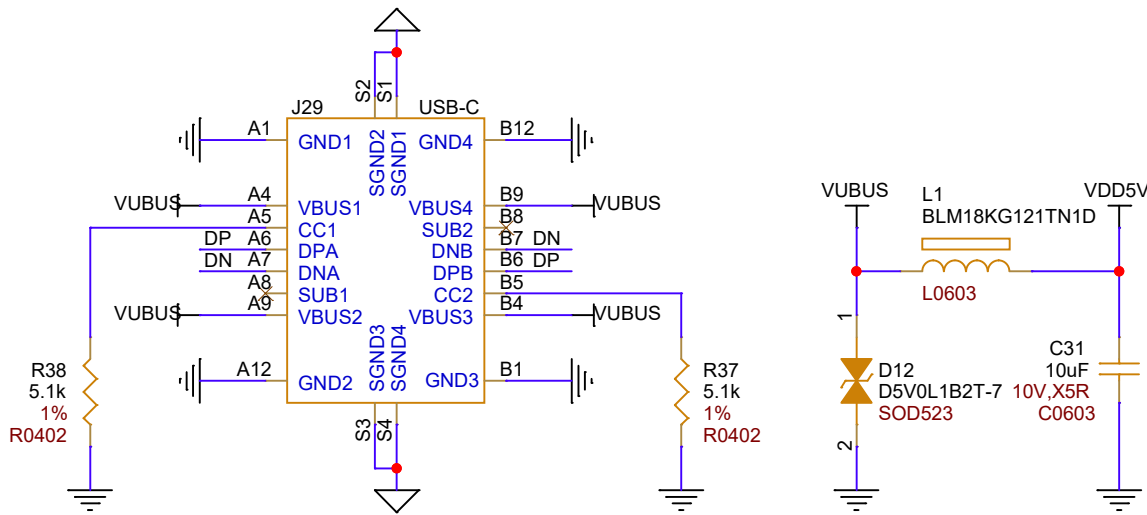 S2
S1
J29
USB-C
A1
GND1
SGND2
SGND1
GND4
B12
VUBUS
A4
VBUS1
VBUS4
B9
VUBUS
A5
CC1
SUB2
B8
DP
A6
DPA
DNB
B7
DN
DN
A7
DNA
DPB
B6
DP
A8
SUB1
CC2
B5
VUBUS
A9
VBUS2
VBUS3
B4
VUBUS
A12
GND2
SGND3
SGND4
GND3
B1
S3
S4
R38
5.1k
1%
R0402
R37
5.1k
1%
R0402
VUBUS
L1
BLM18KG121TN1D
L0603
VDD5V
1
D12
D5V0L1B2T-7
SOD523
2
C31
10uF
10V,X5R
C0603